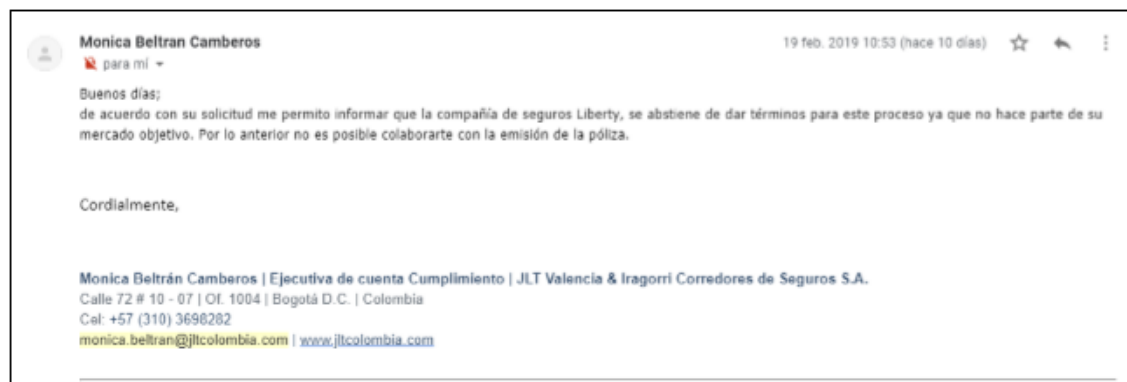 Monica Beltran Camberos
19 feb. 2019 10:53 (hace 10 días)
para mí
Buenos días;
de acuerdo con su solicitud me permito informar que la compañía de seguros Liberty, se abstiene de dar términos para este proceso ya que no hace parte de su
mercado objetivo. Por lo anterior no es posible colaborarte con la emisión de la póliza.
Cordialmente,
Monica Beltrán Camberos | Ejecutiva de cuenta Cumplimiento | JLT Valencia & Iragorri Corredores de Seguros S.A.
Calle 72 # 10 - 07 | Of. 1004 | Bogotá D.C. | Colombia
Cel: +57 (310) 3698282
monica.beltran@jltcolombia.com | www.jltcolombia.com